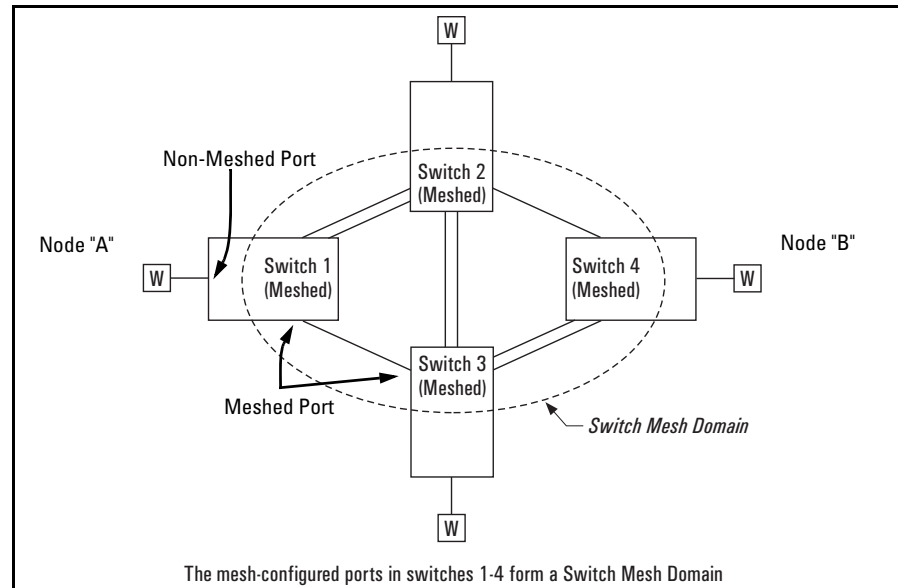 W
Non-Meshed Port
Switch 2
(Meshed)
Node "A"
Node "B"
W
Switch 1
(Meshed)
Switch 4
(Meshed)
W
Switch 3
(Meshed)
Meshed Port
Switch Mesh Domain
W
The mesh-configured ports in switches 1-4 form a Switch Mesh Domain